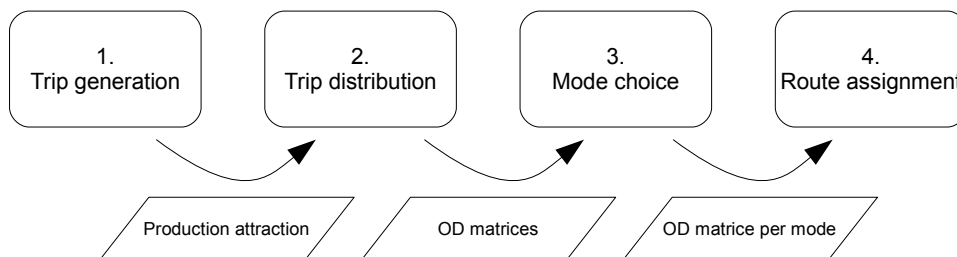 1.
Trip generation
2.
Trip distribution
3.
Mode choice
4.
Route assignment
Production attraction
OD matrices
OD matrice per mode